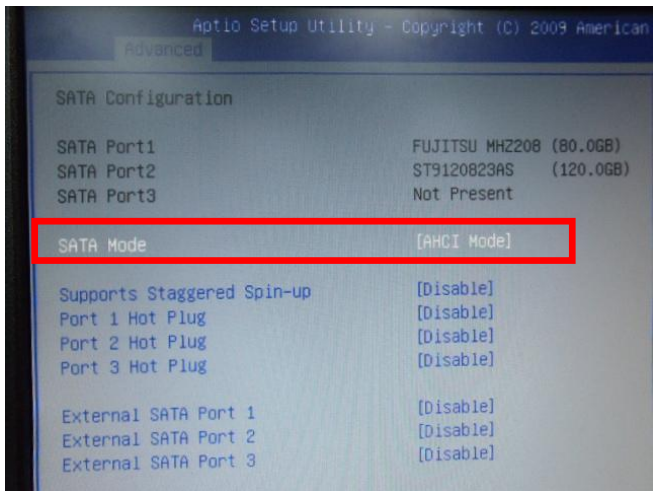 Aptio Setup Utility - Copyright (C) 2009 American
Advanced
SATA Configuration
SATA Port1 FUJITSU MHZ208 (80.0GB)
SATA Port2 ST9120823AS (120.0GB)
SATA Port3 Not Present
SATA Mode [AHCI Mode]
Supports Staggered Spin-up [Disable]
Port 1 Hot Plug [Disable]
Port 2 Hot Plug [Disable]
Port 3 Hot Plug [Disable]
External SATA Port 1 [Disable]
External SATA Port 2 [Disable]
External SATA Port 3 [Disable]